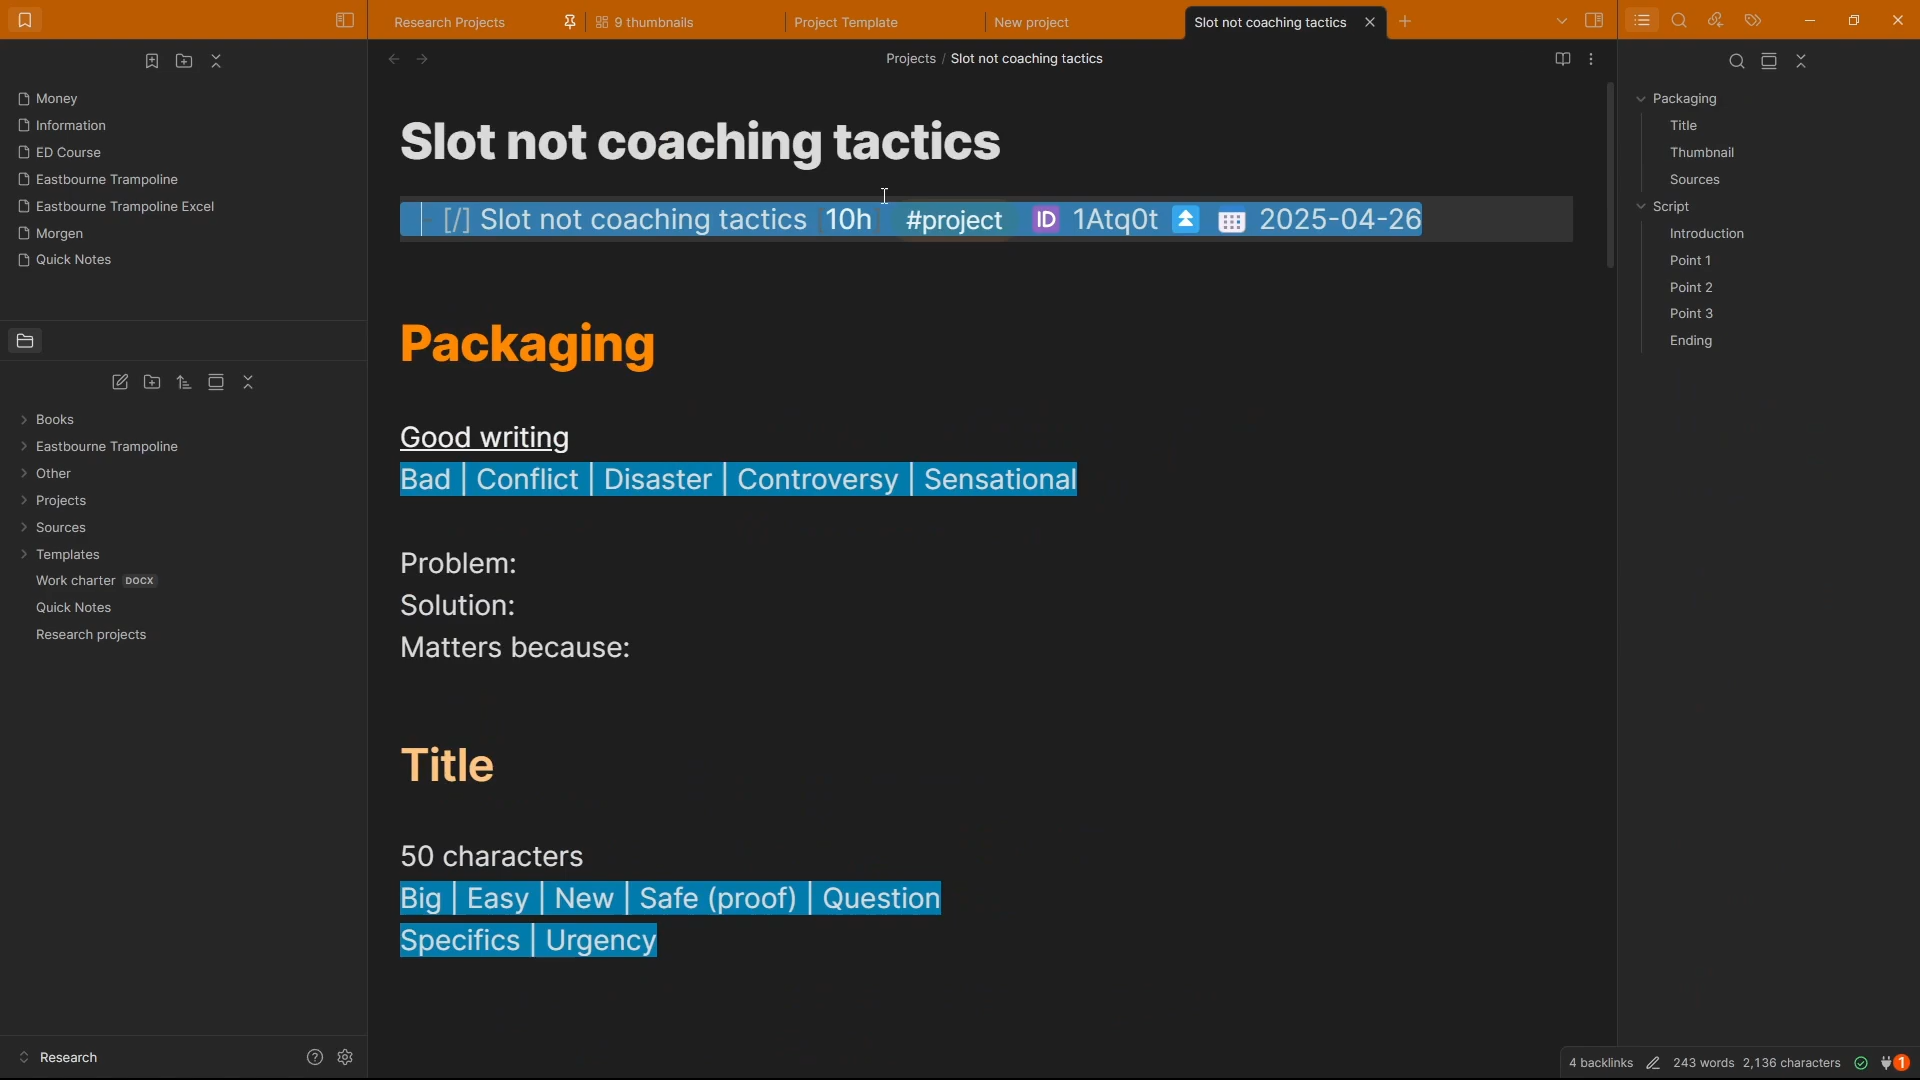 Research Projects
9 thumbnails
Project Template
New project
Slot not coaching tactics
Projects / Slot not coaching tactics
Money
Information
ED Course
Eastbourne Trampoline
Eastbourne Trampoline Excel
Morgen
Quick Notes
Books
Eastbourne Trampoline
Other
Projects
Sources
Templates
Work charter DOCX
Quick Notes
Research projects
Research
Slot not coaching tactics
- [/] Slot not coaching tactics [10h] #project 🆔 1Atq0t ⏫ 📅 2025-04-26
Packaging
Good writing
Bad | Conflict | Disaster | Controversy | Sensational
Problem:
Solution:
Matters because:
Title
50 characters
Big | Easy | New | Safe (proof) | Question
Specifics | Urgency
Packaging
Title
Thumbnail
Sources
Script
Introduction
Point 1
Point 2
Point 3
Ending
4 backlinks 243 words 2,136 characters 1